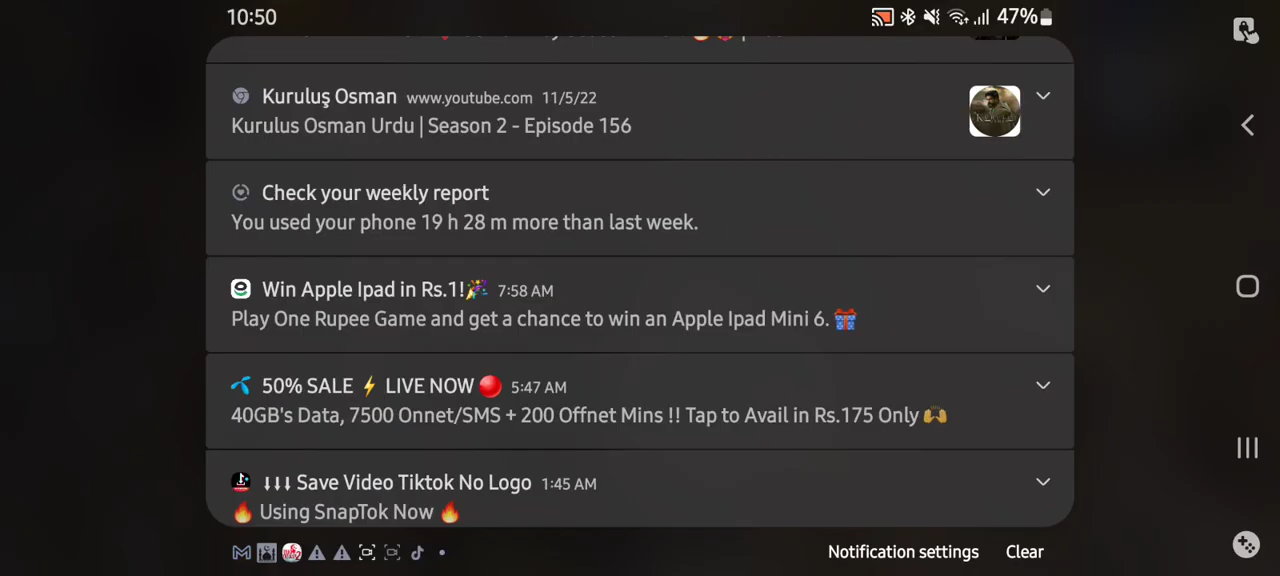 10:50
47%
Kuruluş Osman www.youtube.com 11/5/22
Kurulus Osman Urdu | Season 2 - Episode 156
Check your weekly report
You used your phone 19 h 28 m more than last week.
Win Apple Ipad in Rs.1!🎉 7:58 AM
Play One Rupee Game and get a chance to win an Apple Ipad Mini 6. 🎁
50% SALE ⚡ LIVE NOW 🔴 5:47 AM
40GB's Data, 7500 Onnet/SMS + 200 Offnet Mins !! Tap to Avail in Rs.175 Only 🙌
↓↓↓ Save Video Tiktok No Logo 1:45 AM
🔥 Using SnapTok Now 🔥
Notification settings Clear